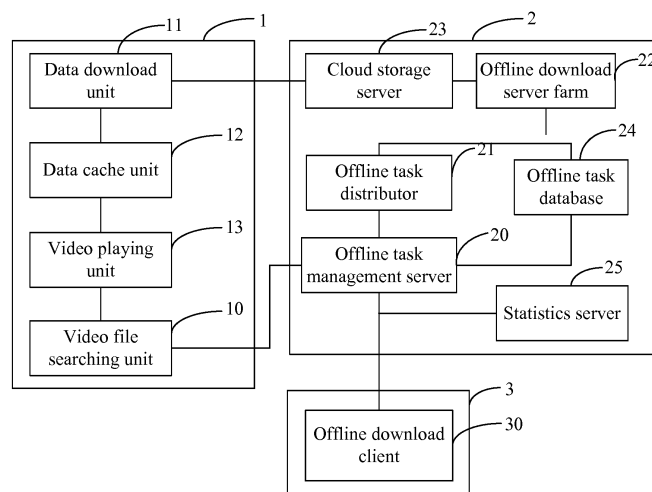 11
1
2
23
22
Data download
unit
Cloud storage
server
Offline download
server farm
12
21
24
Data cache unit
Offline task
distributor
Offline task
database
13
20
Video playing
unit
Offline task
management server
25
10
Video file
searching unit
Statistics server
3
30
Offline download
client